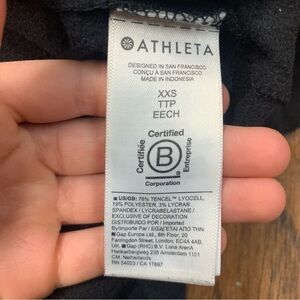 ATHLETA
DESIGNED IN SAN FRANCISCO
CONÇU À SAN FRANCISCO
MADE IN INDONESIA
XXS
TTP
EECH
Certified
Certifiée
B
®
Entreprise
Corporation
■ US/GB: 78% TENCEL™ LYOCELL,
19% POLYESTER, 3% LYCRA®
SPANDEX / LYCRA®ELASTANE /
EXCLUSIVE OF DECORATION
DISTRIBUIDO POR / Imported
By/Importé Par / ΕΙΣΑΓΕΤΑΙ ΑΠΟ ΤΗΝ
■ Gap Europe Ltd., 8th Floor, 20
Farringdon Street, London, EC4A 4AB,
UK, ■ Gap (RHC) B.V. Luna ArenA
Herikerbergweg 238 Amsterdam 1101
CM, Netherlands
RN 54023 / CA 17897